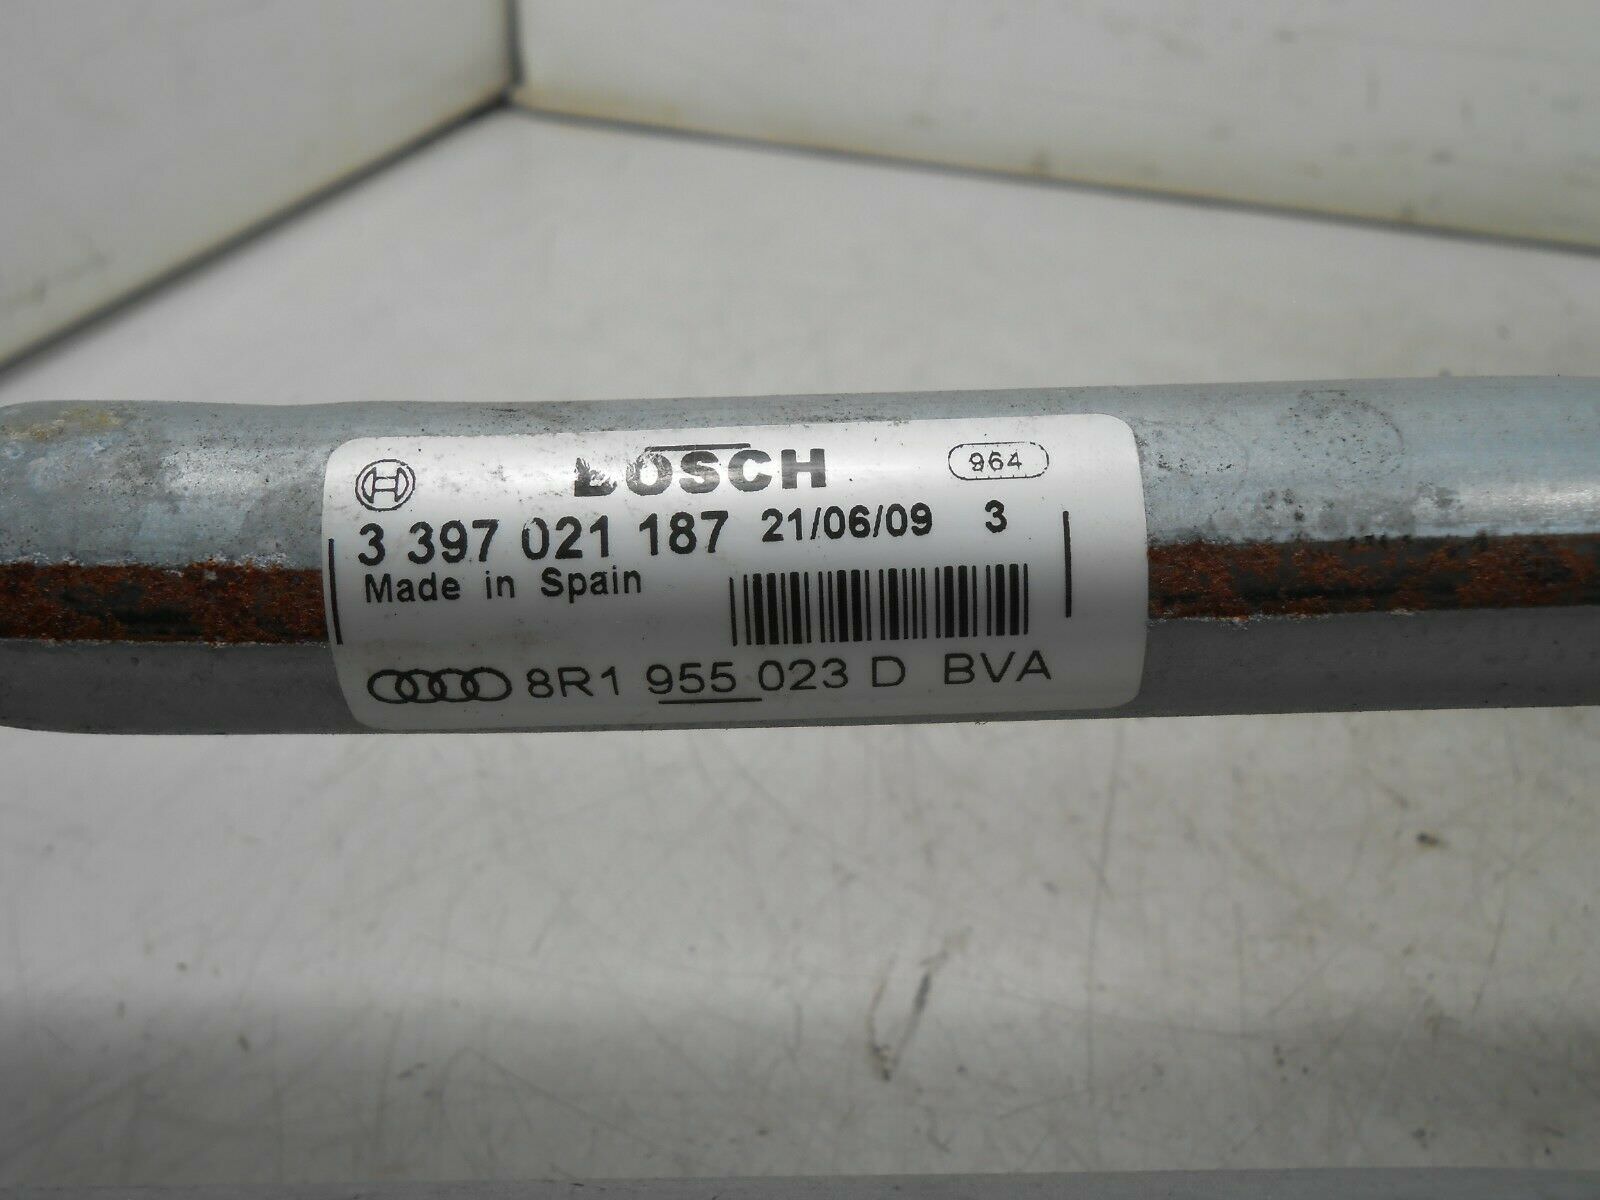 BOSCH 964
3 397 021 187 21/06/09 3
Made in Spain
8R1 955 023 D BVA